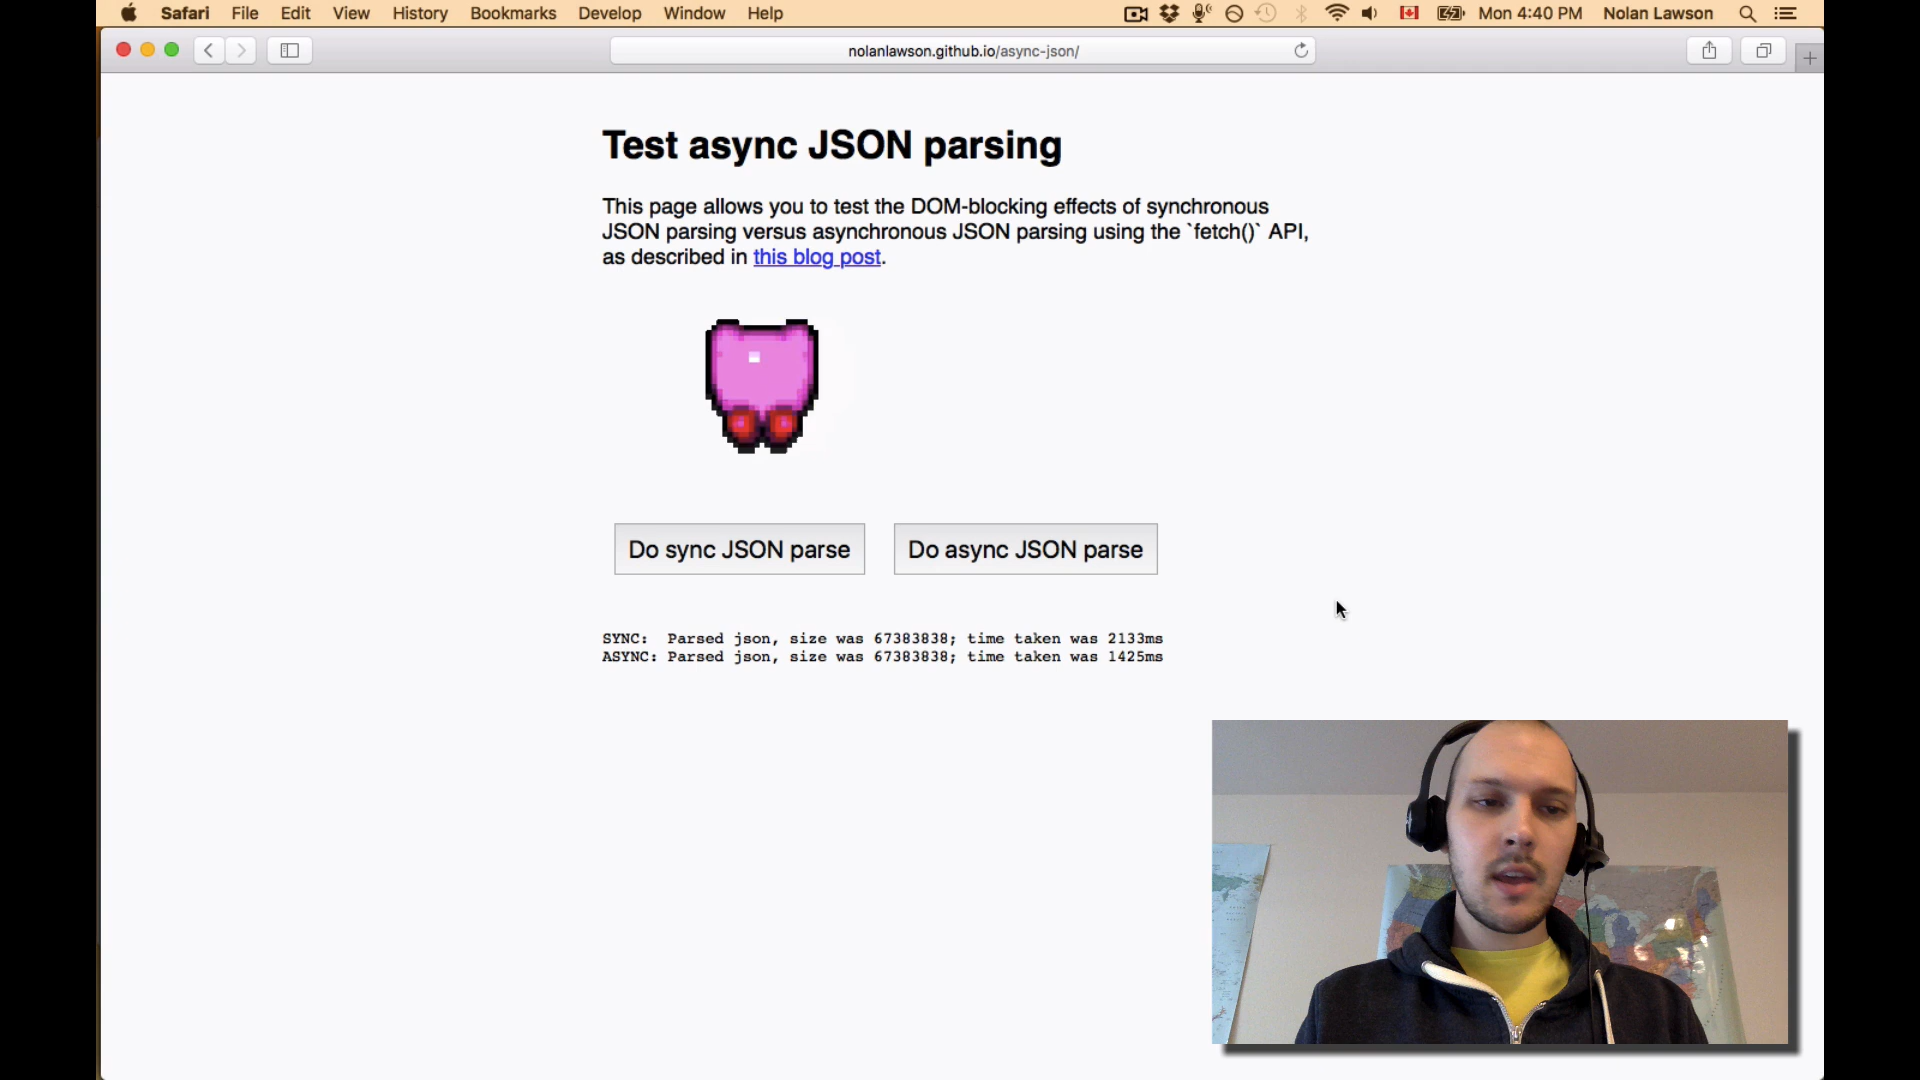 Safari File Edit View History Bookmarks Develop Window Help Mon 4:40 PM Nolan Lawson
nolanlawson.github.io/async-json/
Test async JSON parsing
This page allows you to test the DOM-blocking effects of synchronous
JSON parsing versus asynchronous JSON parsing using the `fetch()` API,
as described in this blog post.
Do sync JSON parse Do async JSON parse
SYNC: Parsed json, size was 67383838; time taken was 2133ms
ASYNC: Parsed json, size was 67383838; time taken was 1425ms